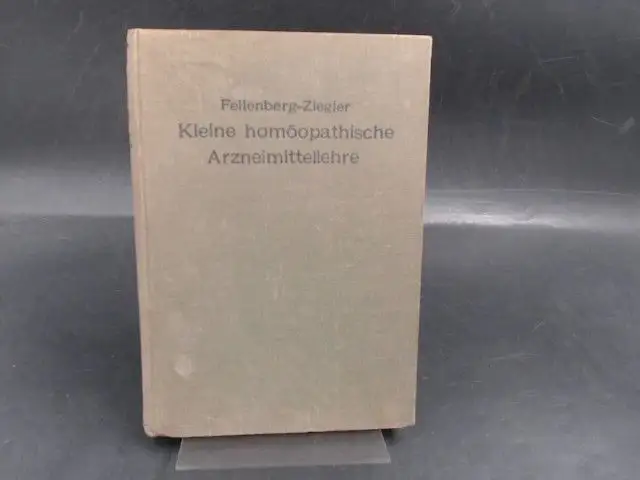 Fellenberg-Ziegler
Kleine homöopathische
Arzneimittellehre